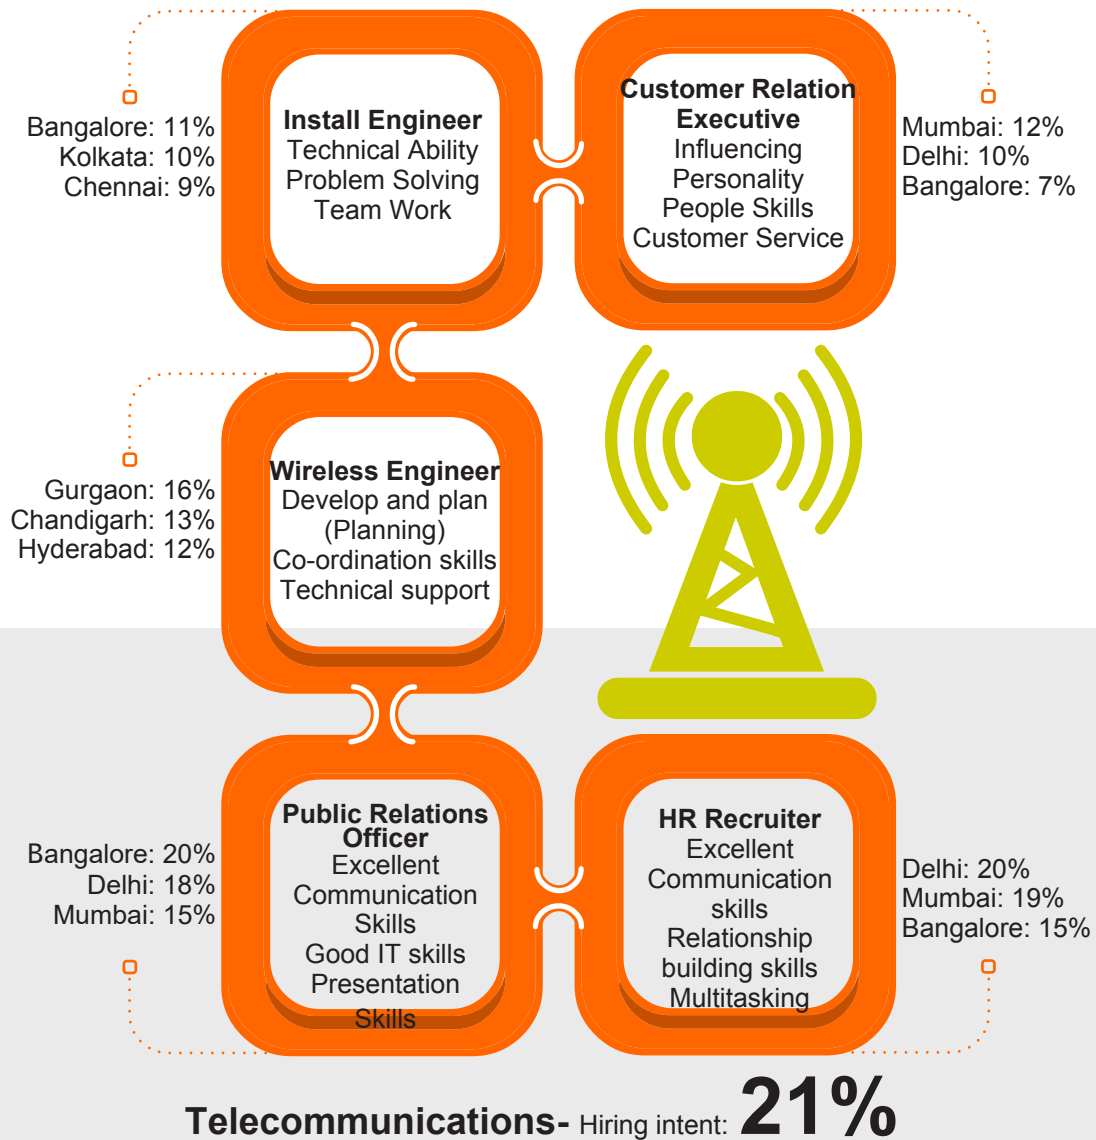 Bangalore: 11%
Kolkata: 10%
Chennai: 9%
Install Engineer
Technical Ability
Problem Solving
Team Work
Customer Relation
Executive
Influencing
Personality
People Skills
Customer Service
Mumbai: 12%
Delhi: 10%
Bangalore: 7%
Gurgaon: 16%
Chandigarh: 13%
Hyderabad: 12%
Wireless Engineer
Develop and plan
(Planning)
Co-ordination skills
Technical support
Bangalore: 20%
Delhi: 18%
Mumbai: 15%
Public Relations
Officer
Excellent
Communication
Skills
Good IT skills
Presentation
Skills
HR Recruiter
Excellent
Communication
skills
Relationship
building skills
Multitasking
Delhi: 20%
Mumbai: 19%
Bangalore: 15%
Telecommunications- Hiring intent: 21%